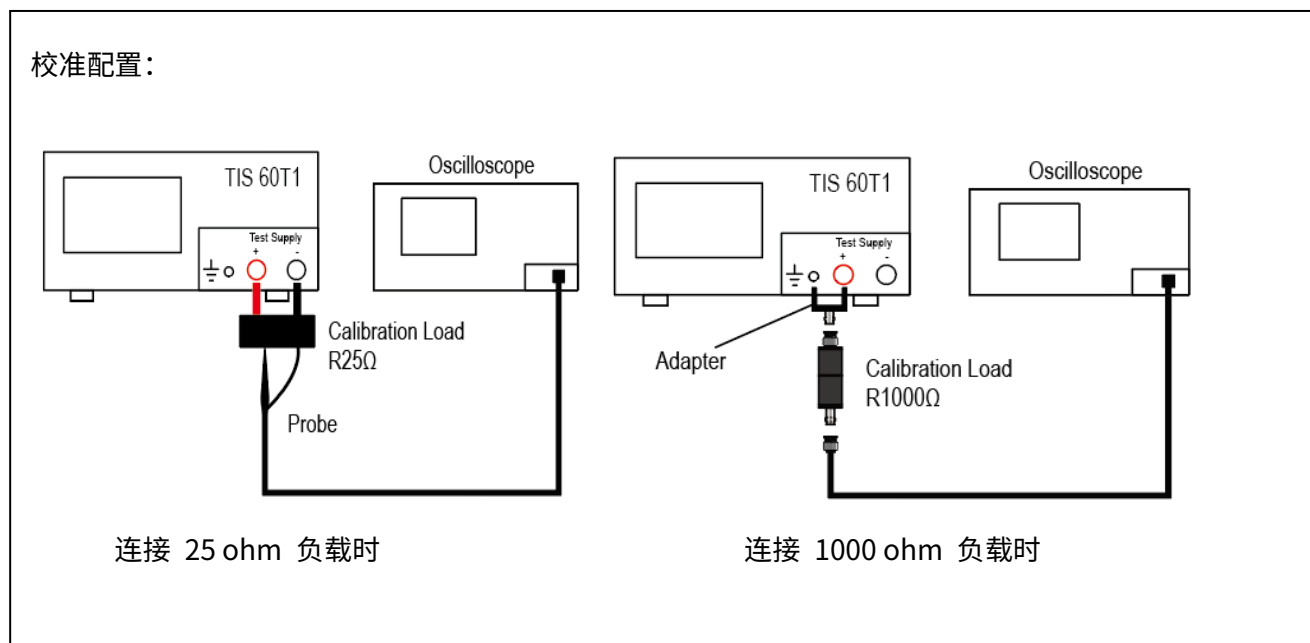 校准配置：
TIS 60T1
Test Supply
+ -
Oscilloscope
Calibration Load
R25Ω
Probe
连接 25 ohm 负载时
TIS 60T1
Test Supply
+ -
Oscilloscope
Adapter
Calibration Load
R1000Ω
连接 1000 ohm 负载时